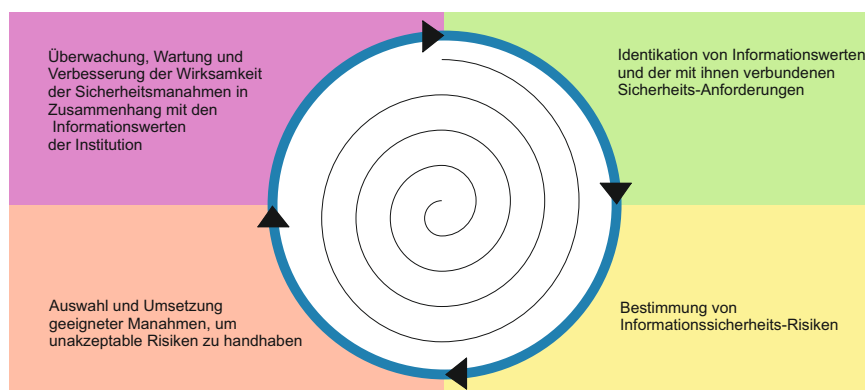 Überwachung, Wartung und
Verbesserung der Wirksamkeit
der Sicherheitsmanahmen in
Zusammenhang mit den
Informationswerten
der Institution
Identikation von Informationswerten
und der mit ihnen verbundenen
Sicherheits-Anforderungen
Auswahl und Umsetzung
geeigneter Manahmen, um
unakzeptable Risiken zu handhaben
Bestimmung von
Informationssicherheits-Risiken